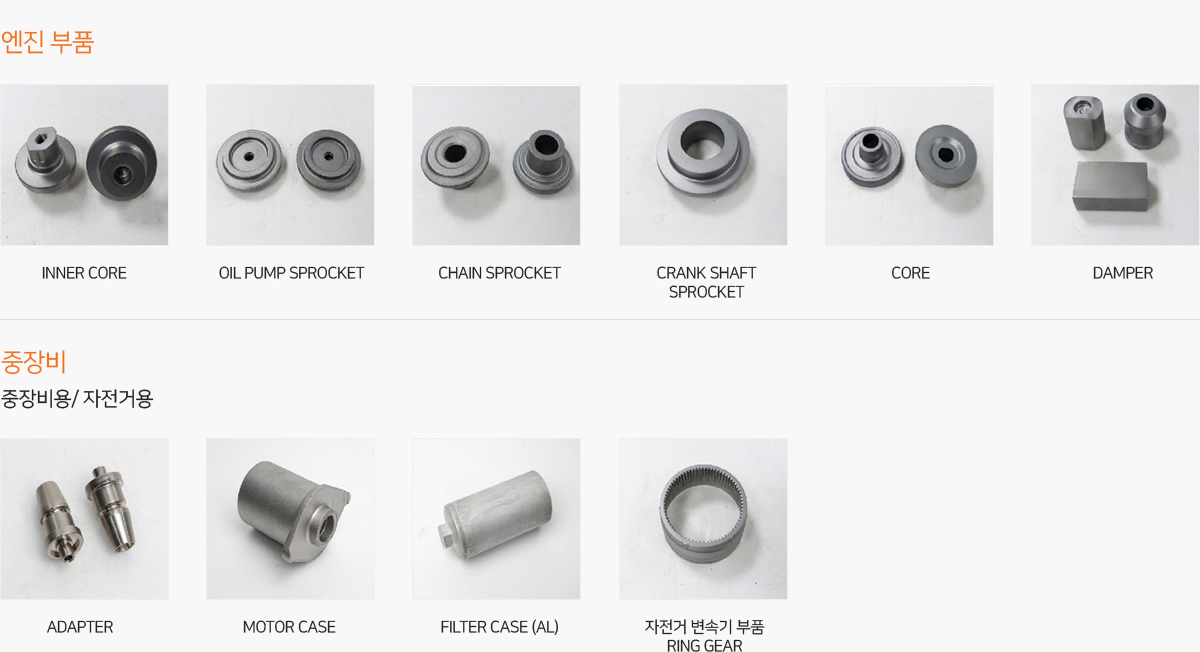 엔진 부품
INNER CORE
OIL PUMP SPROCKET
CHAIN SPROCKET
CRANK SHAFT
SPROCKET
CORE
DAMPER
중장비
중장비용/ 자전거용
ADAPTER
MOTOR CASE
FILTER CASE (AL)
자전거 변속기 부품
RING GEAR